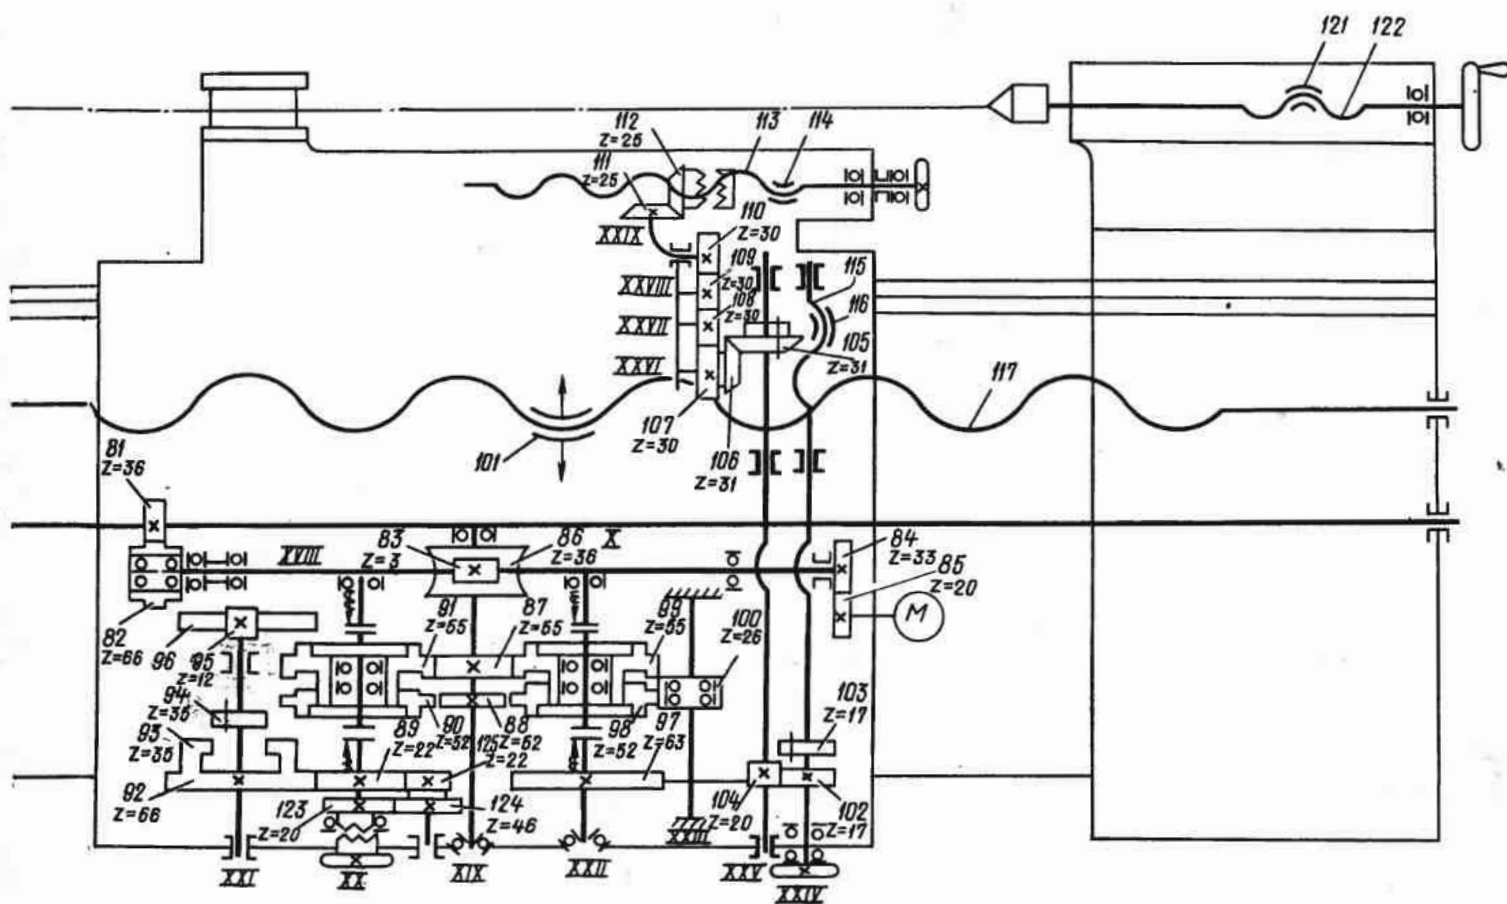 121
122
112
Z=25
113
114
111
Z=25
110
Z=30
XXIX
109
Z=30
115
XXVIII
108
Z=30
116
XXVII
105
Z=31
XXVI
117
107
Z=30
106
Z=31
101
81
Z=36
83
Z=3
86
Z=36
X
XVIII
84
Z=33
85
Z=20
M
91
Z=55
87
Z=55
99
Z=55
100
Z=26
82
Z=66
96
95
Z=12
94
Z=35
93
Z=35
89
Z=22
90
Z=52
125
Z=22
88
Z=52
98
Z=52
97
Z=63
103
Z=17
92
Z=66
123
Z=20
124
Z=46
104
Z=20
102
Z=17
XXIII
XXI
XX
XIX
XXII
XXV
XXIV